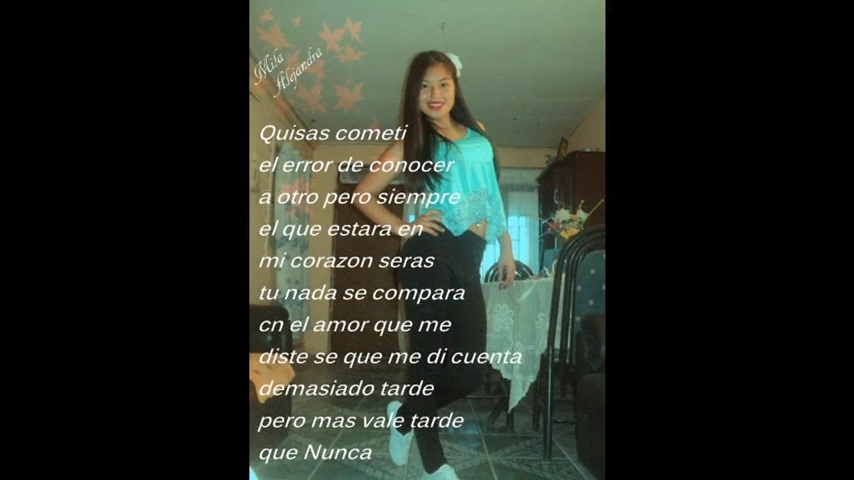 Mila
Alejandra
Quisas cometi
el error de conocer
a otro pero siempre
el que estara en
mi corazon seras
tu nada se compara
cn el amor que me
diste se que me di cuenta
demasiado tarde
pero mas vale tarde
que Nunca